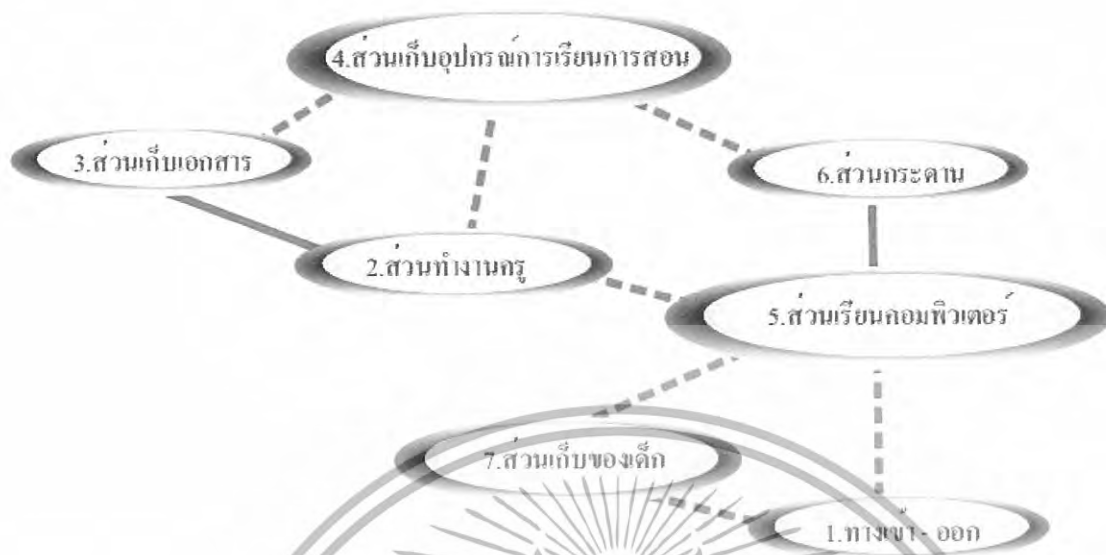 4.ส่วนเก็บอุปกรณ์การเรียนการสอน
3.ส่วนเก็บเอกสาร
6.ส่วนกระดาน
2.ส่วนทำงานครู
5.ส่วนเรียนคอมพิวเตอร์
7.ส่วนเก็บของเด็ก
1.ทางเข้า - ออก